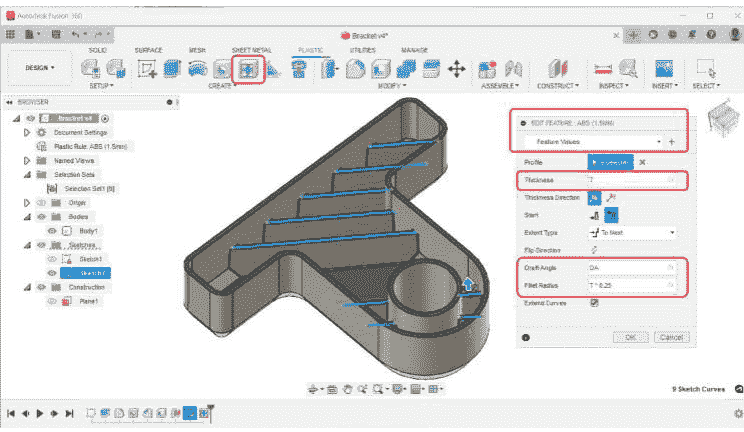 Autodesk Fusion 360
Bracket v4*
SOLID SURFACE MESH SHEET METAL PLASTIC UTILITIES MANAGE
DESIGN
SETUP CREATE MODIFY ASSEMBLE CONSTRUCT INSPECT INSERT SELECT
BROWSER
Bracket v4
Document Settings
Plastic Rule: ABS (1.5mm)
Named Views
Selection Sets
Selection Set1 [8]
Origin
Bodies
Body1
Sketches
Sketch1
Construction
Plane1
EDIT FEATURE: ABS (1.5MM)
Feature Values
Profile
Thickness T
Thickness Direction
Start
Extent Type To Next
Flip Direction
Draft Angle DA
Fillet Radius T * 0.25
Extend Curves
OK Cancel
9 Sketch Curves